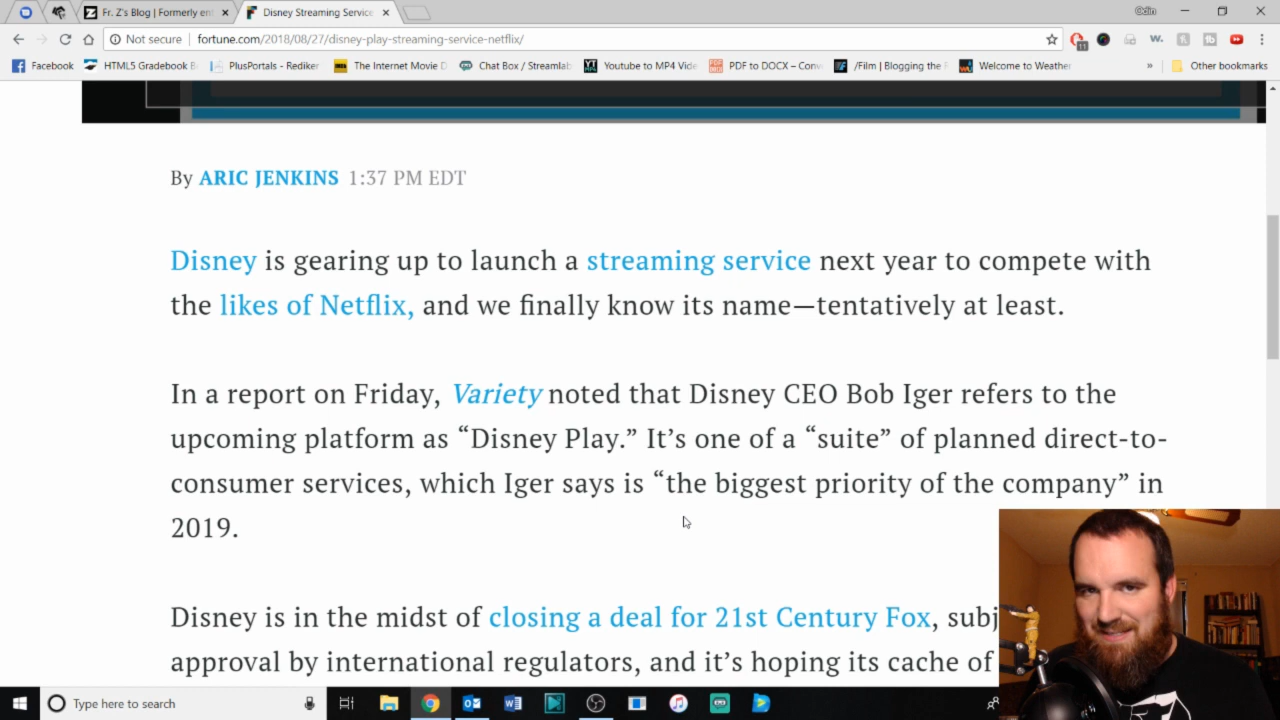 Fr. Z's Blog | Formerly ent
Disney Streaming Service
Odin
Not secure
fortune.com/2018/08/27/disney-play-streaming-service-netflix/
11
Facebook
HTML5 Gradebook B
PlusPortals - Rediker
The Internet Movie D
Chat Box / Streamlab
Youtube to MP4 Vide
PDF to DOCX – Conv
/Film | Blogging the R
Welcome to Weather
»
Other bookmarks
By ARIC JENKINS 1:37 PM EDT
Disney is gearing up to launch a streaming service next year to compete with
the likes of Netflix, and we finally know its name—tentatively at least.
In a report on Friday, Variety noted that Disney CEO Bob Iger refers to the
upcoming platform as “Disney Play.” It’s one of a “suite” of planned direct-to-
consumer services, which Iger says is “the biggest priority of the company” in
2019.
Disney is in the midst of closing a deal for 21st Century Fox, subj
approval by international regulators, and it’s hoping its cache of
Type here to search